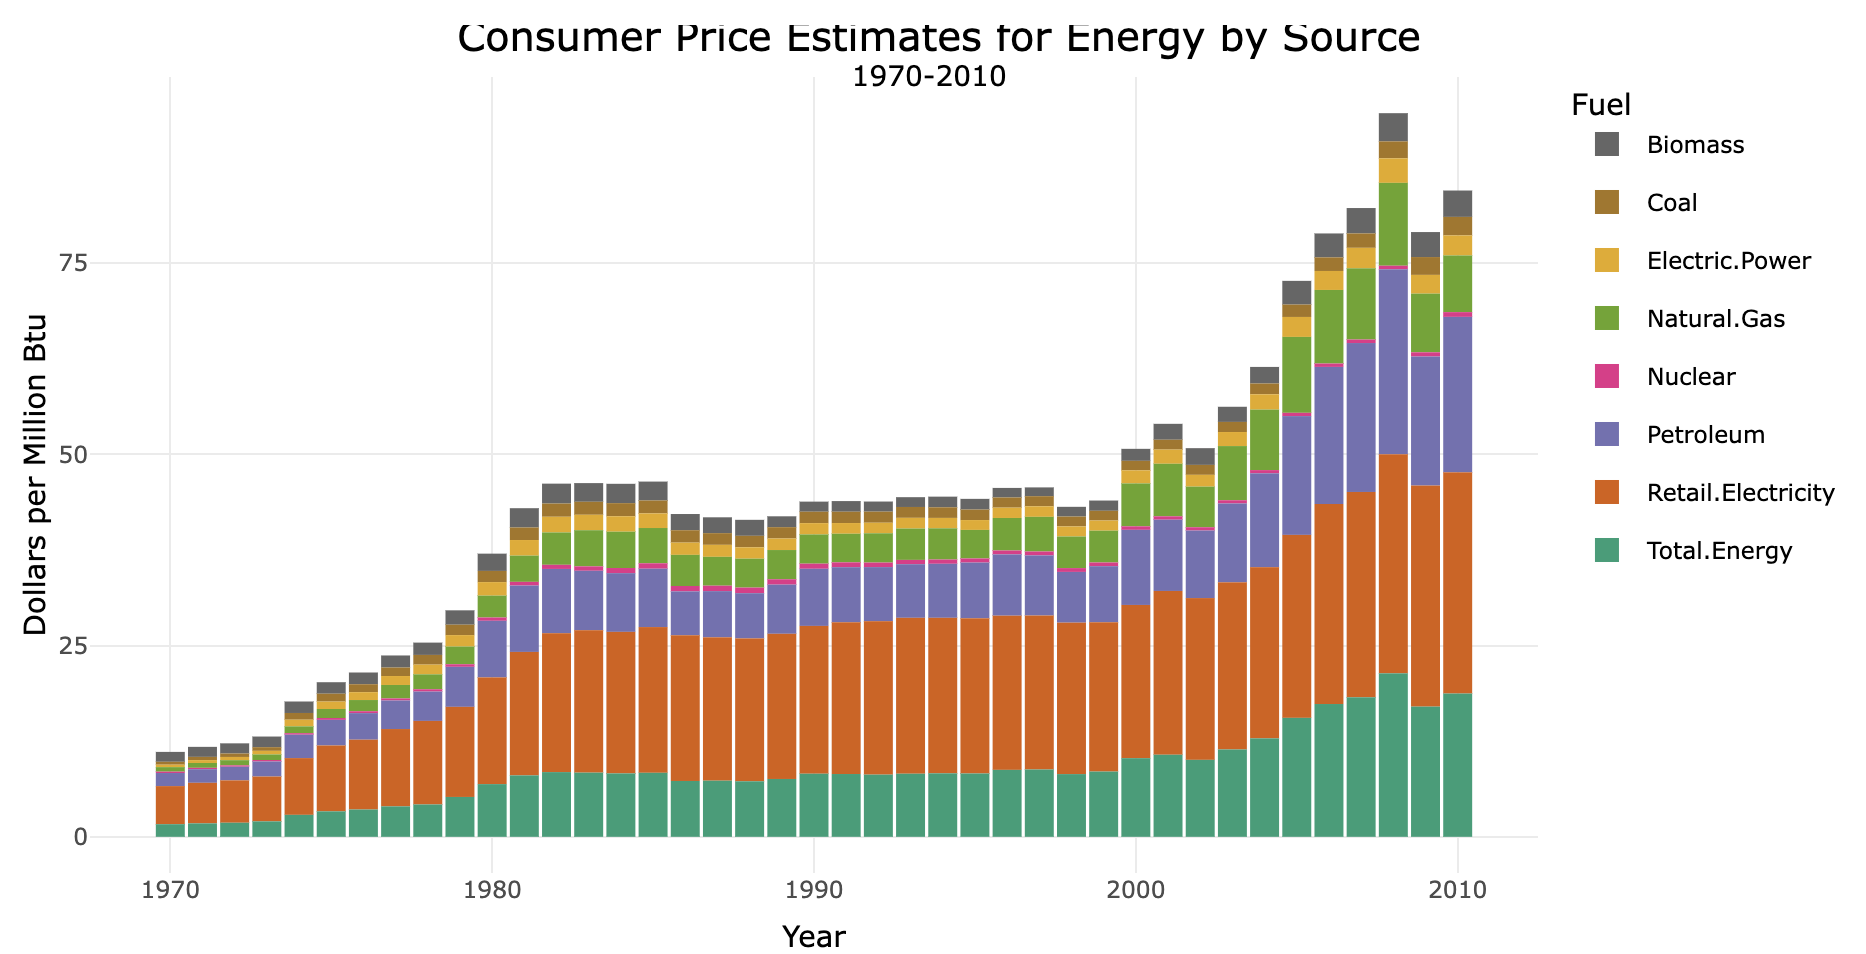 Consumer Price Estimates for Energy by Source
1970-2010
Fuel
Biomass
Coal
Electric.Power
Natural.Gas
Nuclear
Petroleum
Retail.Electricity
Total.Energy
Dollars per Million Btu
75
50
25
0
1970
1980
1990
2000
2010
Year